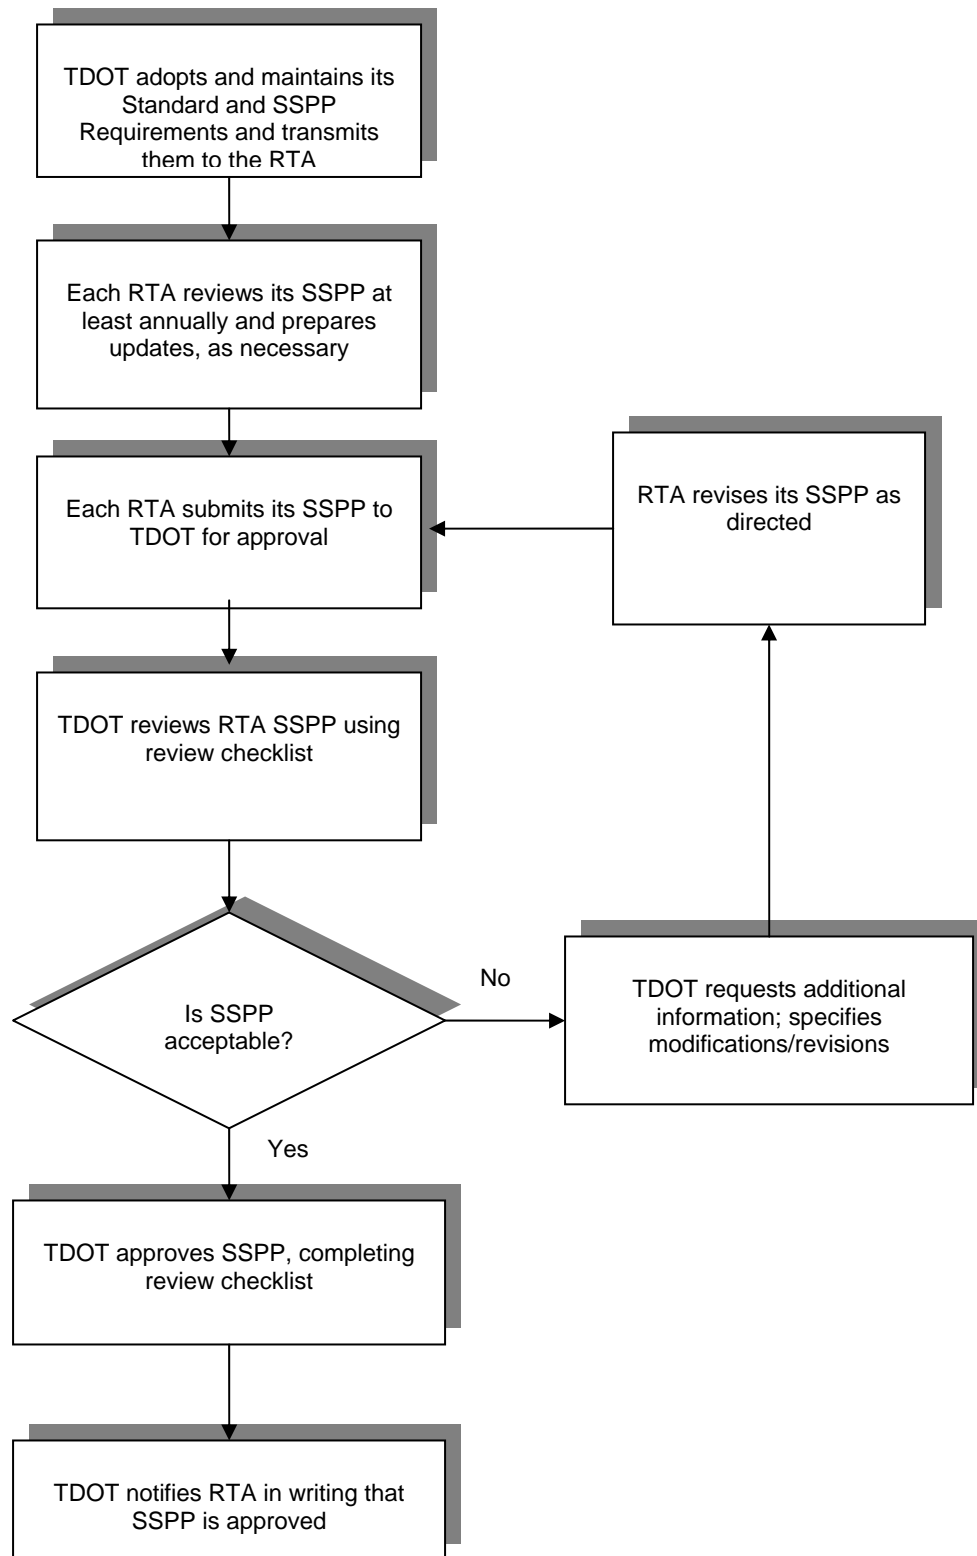 TDOT adopts and maintains its
Standard and SSPP
Requirements and transmits
them to the RTA
Each RTA reviews its SSPP at
least annually and prepares
updates, as necessary
Each RTA submits its SSPP to
TDOT for approval
RTA revises its SSPP as
directed
TDOT reviews RTA SSPP using
review checklist
Is SSPP
acceptable?
No
TDOT requests additional
information; specifies
modifications/revisions
Yes
TDOT approves SSPP, completing
review checklist
TDOT notifies RTA in writing that
SSPP is approved